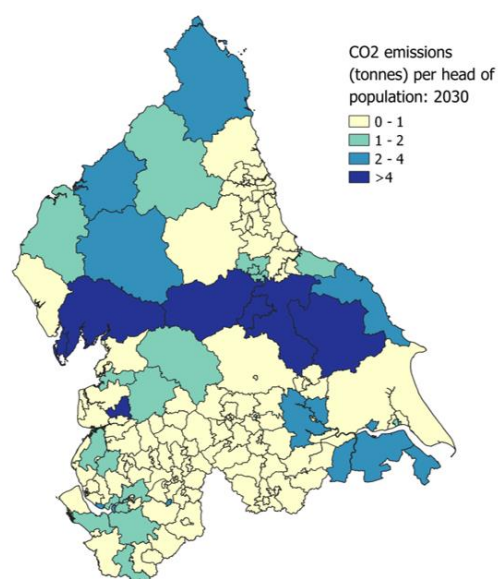 CO2 emissions
(tonnes) per head of
population: 2030
0 - 1
1 - 2
2 - 4
>4